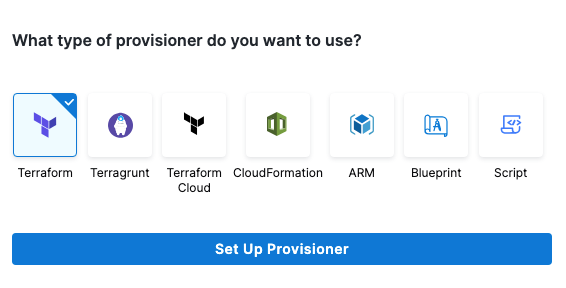 What type of provisioner do you want to use?
Terraform
Terragrunt
Terraform
Cloud
CloudFormation
ARM
Blueprint
Script
Set Up Provisioner